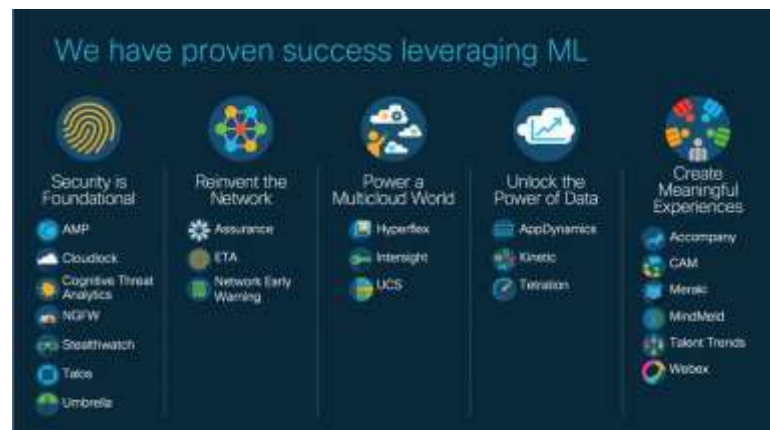 We have proven success leveraging ML
Security is
Foundational
AMP
Cloudlock
Cognitive Threat
Analytics
NGFW
Stealthwatch
Talos
Umbrella
Reinvent the
Network
Assurance
ETA
Network Early
Warning
Power a
Multicloud World
Hyperflex
Intersight
UCS
Unlock the
Power of Data
AppDynamics
Kinetic
Tetration
Create
Meaningful
Experiences
Accompany
CAM
Meraki
MindMeld
Talent Trends
Webex